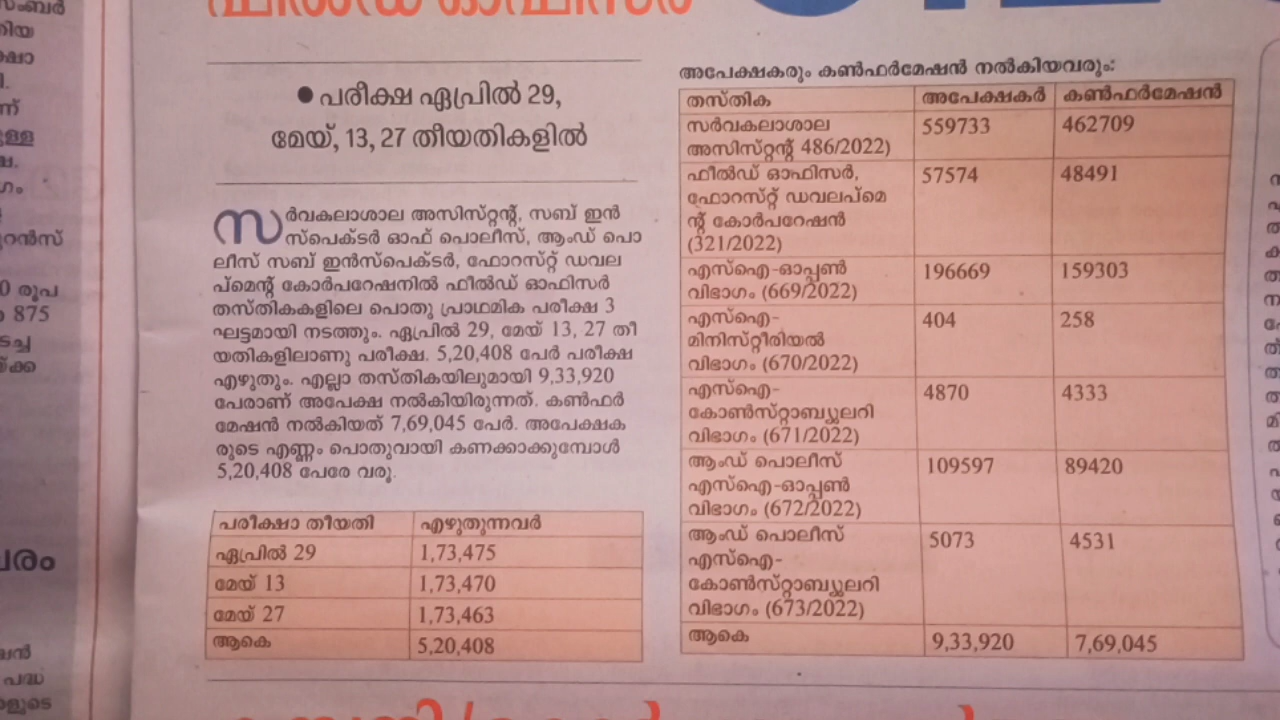 ഫീൽഡ് ഓഫിസർ
● പരീക്ഷ ഏപ്രിൽ 29,
മേയ്, 13, 27 തീയതികളിൽ
സർവകലാശാല അസിസ്റ്റന്റ്, സബ് ഇൻ
സ്പെക്ടർ ഓഫ് പൊലീസ്, ആംഡ് പൊ
ലീസ് സബ് ഇൻസ്പെക്ടർ, ഫോറസ്റ്റ് ഡവല
പ്മെന്റ് കോർപറേഷനിൽ ഫീൽഡ് ഓഫിസർ
തസ്തികകളിലെ പൊതു പ്രാഥമിക പരീക്ഷ 3
ഘട്ടമായി നടത്തും. ഏപ്രിൽ 29, മേയ് 13, 27 തീ
യതികളിലാണു പരീക്ഷ. 5,20,408 പേർ പരീക്ഷ
എഴുതും. എല്ലാ തസ്തികയിലുമായി 9,33,920
പേരാണ് അപേക്ഷ നൽകിയിരുന്നത്. കൺഫർ
മേഷൻ നൽകിയത് 7,69,045 പേർ. അപേക്ഷക
രുടെ എണ്ണം പൊതുവായി കണക്കാക്കുമ്പോൾ
5,20,408 പേരേ വരൂ.
പരീക്ഷാ തീയതി എഴുതുന്നവർ
ഏപ്രിൽ 29 1,73,475
മേയ് 13 1,73,470
മേയ് 27 1,73,463
ആകെ 5,20,408
അപേക്ഷകരും കൺഫർമേഷൻ നൽകിയവരും:
തസ്തിക അപേക്ഷകർ കൺഫർമേഷൻ
സർവകലാശാല 559733 462709
അസിസ്റ്റന്റ് 486/2022)
ഫീൽഡ് ഓഫിസർ, 57574 48491
ഫോറസ്റ്റ് ഡവലപ്മെ
ന്റ് കോർപറേഷൻ
(321/2022)
എസ്ഐ-ഓപ്പൺ 196669 159303
വിഭാഗം (669/2022)
എസ്ഐ- 404 258
മിനിസ്റ്റീരിയൽ
വിഭാഗം (670/2022)
എസ്ഐ- 4870 4333
കോൺസ്റ്റാബ്യുലറി
വിഭാഗം (671/2022)
ആംഡ് പൊലീസ് 109597 89420
എസ്ഐ-ഓപ്പൺ
വിഭാഗം (672/2022)
ആംഡ് പൊലീസ് 5073 4531
എസ്ഐ-
കോൺസ്റ്റാബ്യുലറി
വിഭാഗം (673/2022)
ആകെ 9,33,920 7,69,045